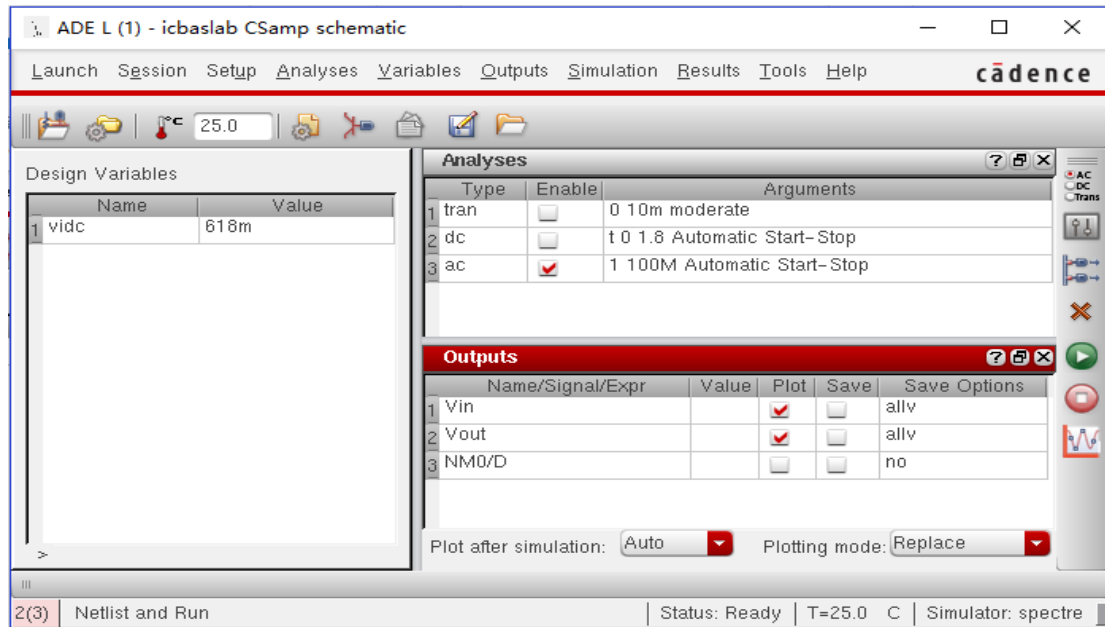 ADE L (1) - icbaslab CSamp schematic
Launch Session Setup Analyses Variables Outputs Simulation Results Tools Help cādence
°C 25.0
Design Variables
Name Value
1 vidc 618m
>
Analyses
Type Enable Arguments
1 tran 0 10m moderate
2 dc t 0 1.8 Automatic Start-Stop
3 ac 1 100M Automatic Start-Stop
Outputs
Name/Signal/Expr Value Plot Save Save Options
1 Vin allv
2 Vout allv
3 NM0/D no
Plot after simulation: Auto Plotting mode: Replace
AC
DC
Trans
2(3) Netlist and Run Status: Ready T=25.0 C Simulator: spectre